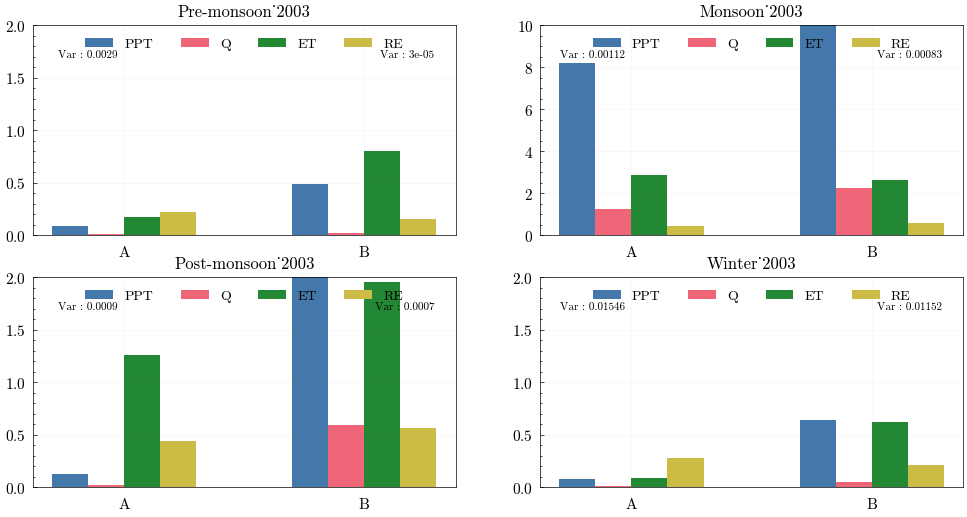 Pre-monsoon˙2003
2.0
1.5
1.0
0.5
0.0
PPT Q ET RE
Var : 0.0029 Var : 3e-05
A B
Monsoon˙2003
10
8
6
4
2
0
PPT Q ET RE
Var : 0.00112 Var : 0.00083
A B
Post-monsoon˙2003
2.0
1.5
1.0
0.5
0.0
PPT Q ET RE
Var : 0.0009 Var : 0.0007
A B
Winter˙2003
2.0
1.5
1.0
0.5
0.0
PPT Q ET RE
Var : 0.01546 Var : 0.01152
A B